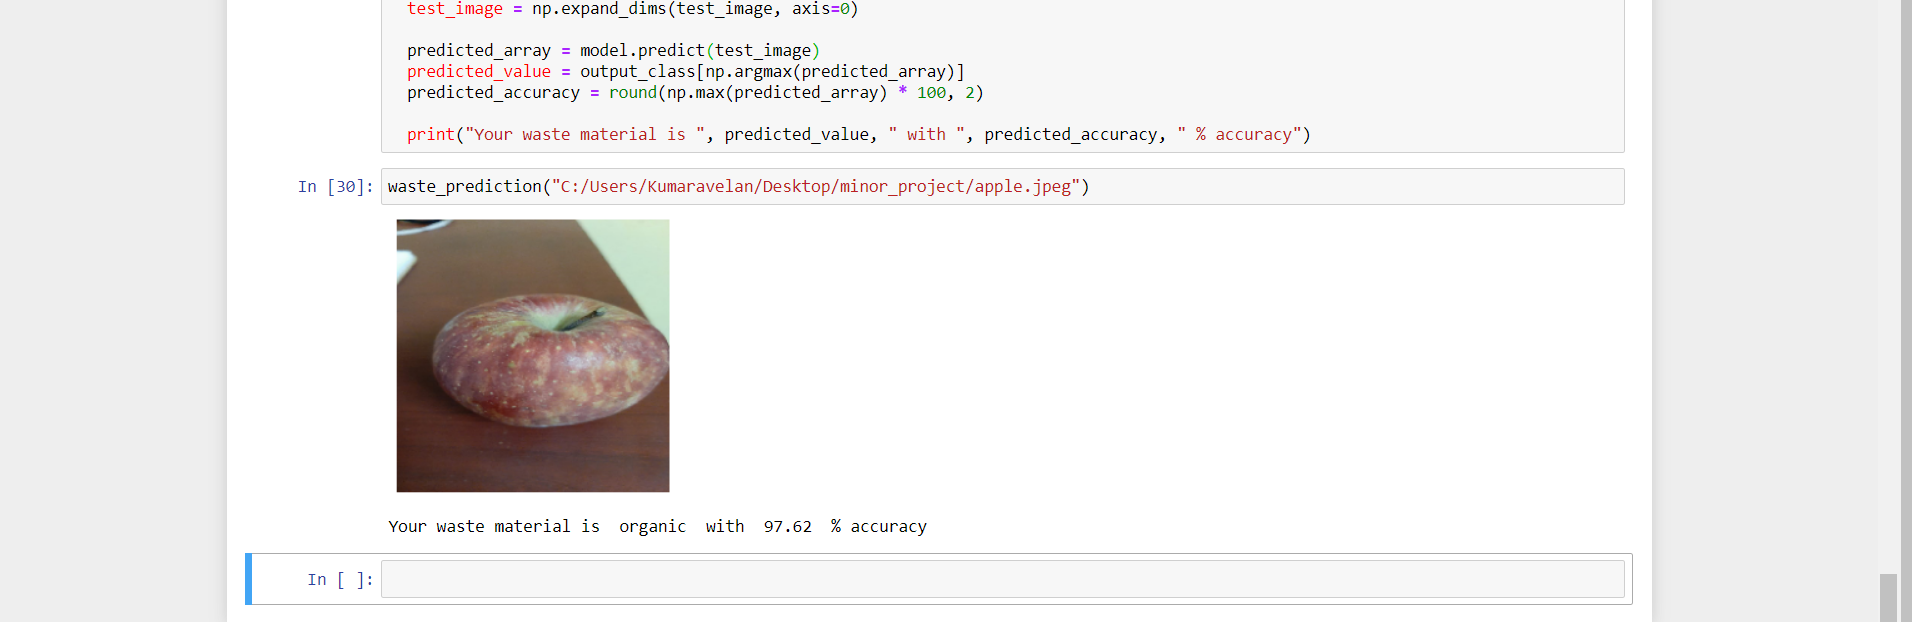 test_image = np.expand_dims(test_image, axis=0)
predicted_array = model.predict(test_image)
predicted_value = output_class[np.argmax(predicted_array)]
predicted_accuracy = round(np.max(predicted_array) * 100, 2)
print("Your waste material is ", predicted_value, " with ", predicted_accuracy, " % accuracy")
In [30]: waste_prediction("C:/Users/Kumaravelan/Desktop/minor_project/apple.jpeg")
Your waste material is  organic  with  97.62  % accuracy
In [ ]: